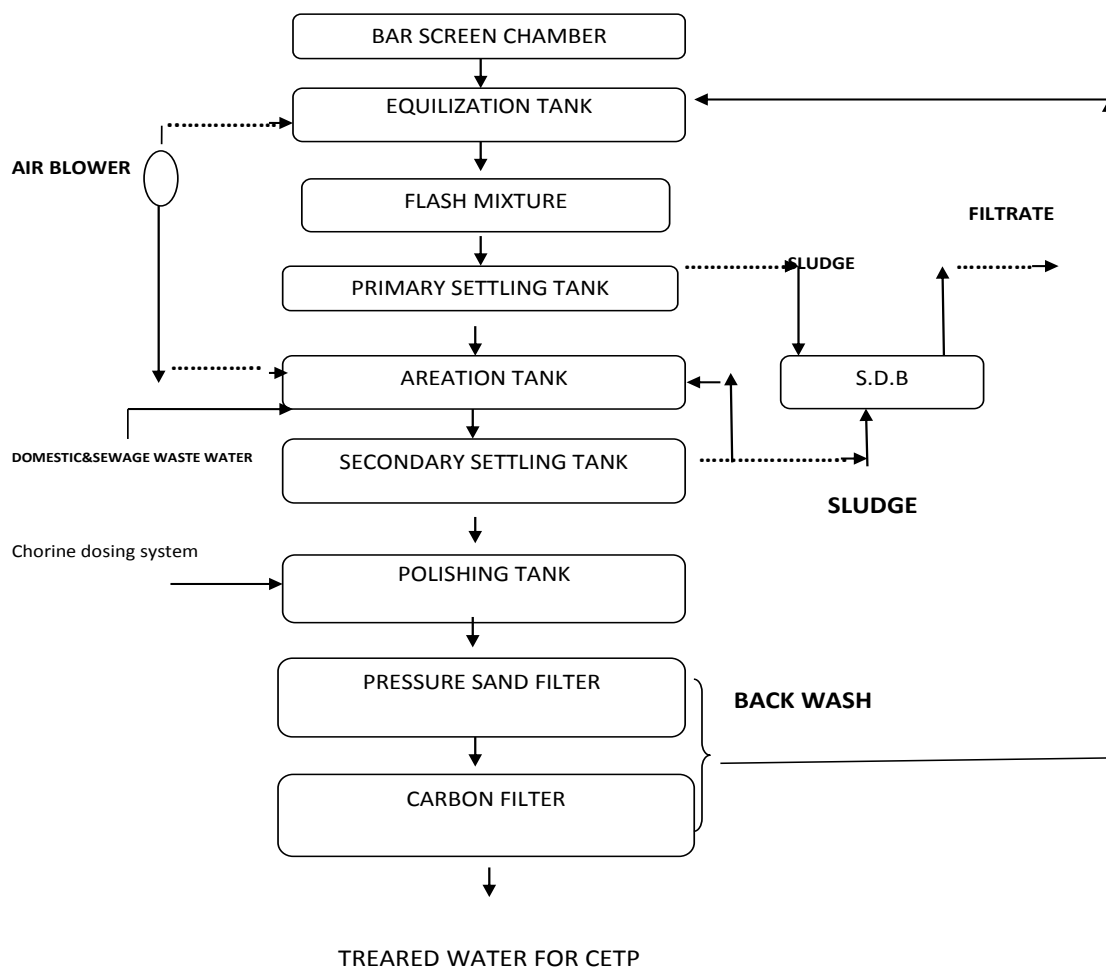 BAR SCREEN CHAMBER
EQUILIZATION TANK
AIR BLOWER
FLASH MIXTURE
FILTRATE
SLUDGE
PRIMARY SETTLING TANK
AREATION TANK
S.D.B
DOMESTIC&SEWAGE WASTE WATER
SECONDARY SETTLING TANK
SLUDGE
Chorine dosing system
POLISHING TANK
PRESSURE SAND FILTER
BACK WASH
CARBON FILTER
TREARED WATER FOR CETP